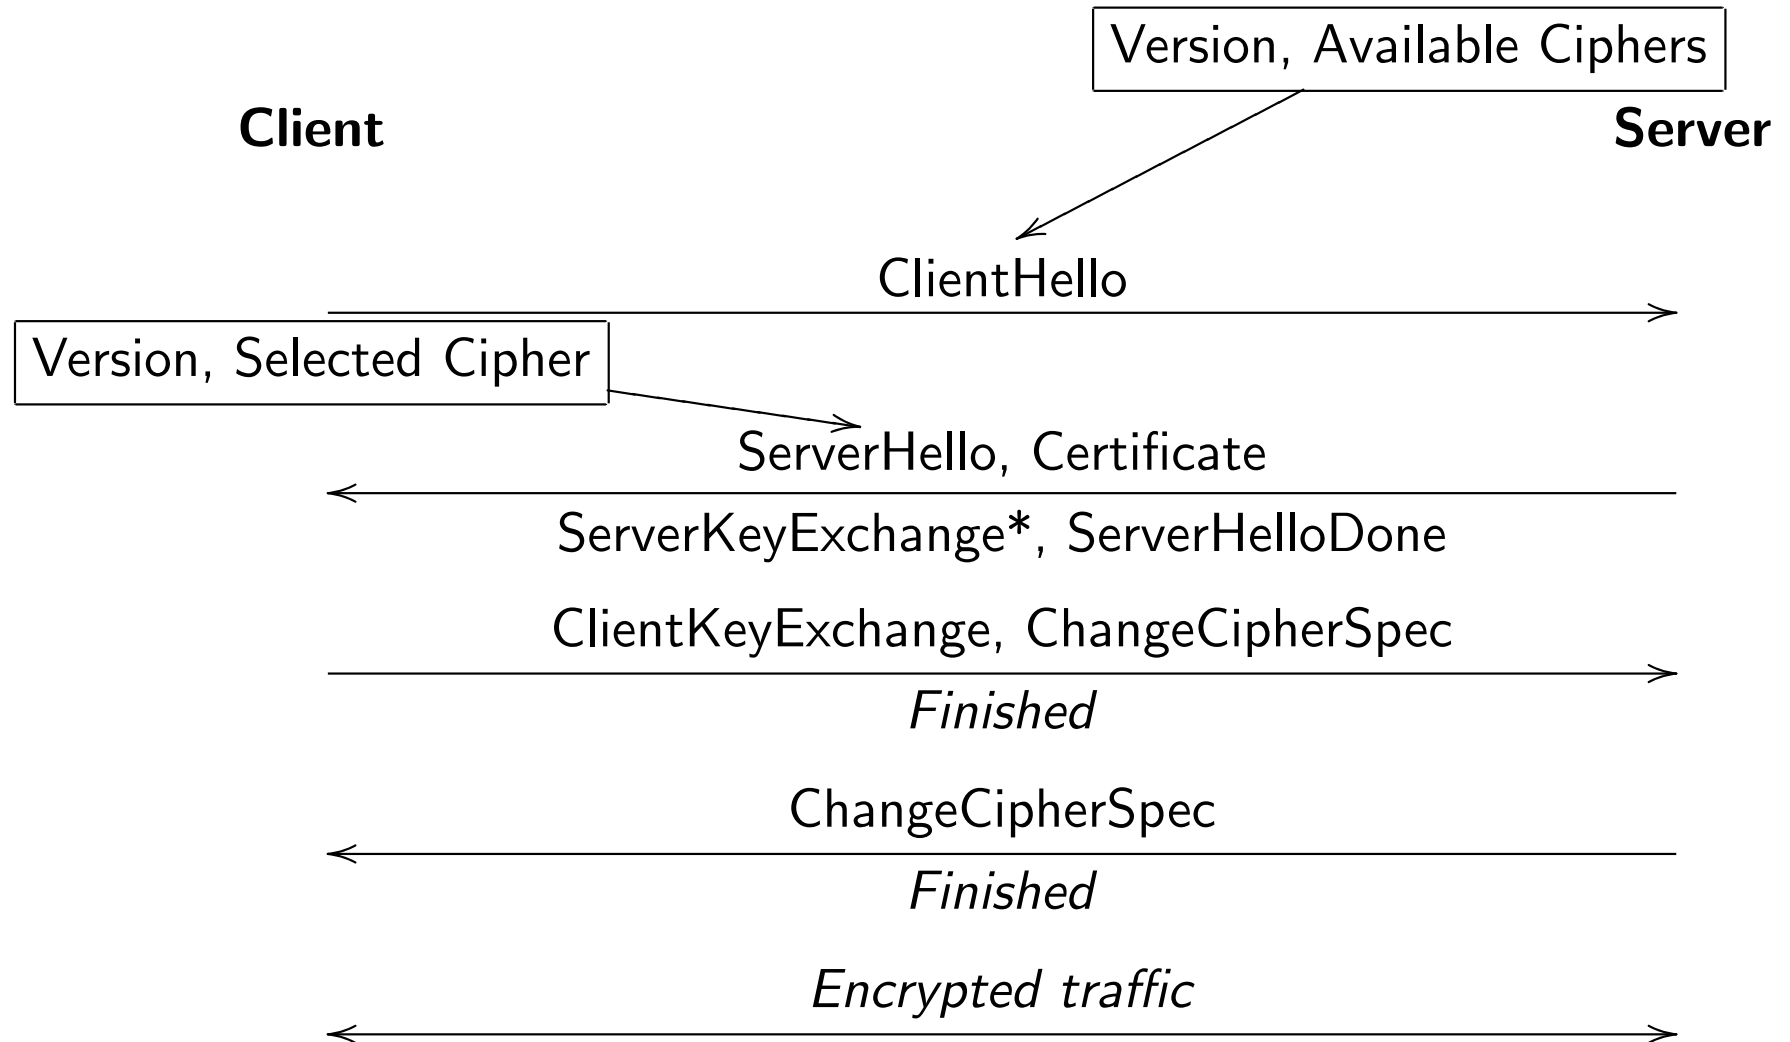 Version, Available Ciphers
Client
Server
ClientHello
Version, Selected Cipher
ServerHello, Certificate
ServerKeyExchange*, ServerHelloDone
ClientKeyExchange, ChangeCipherSpec
Finished
ChangeCipherSpec
Finished
Encrypted traffic